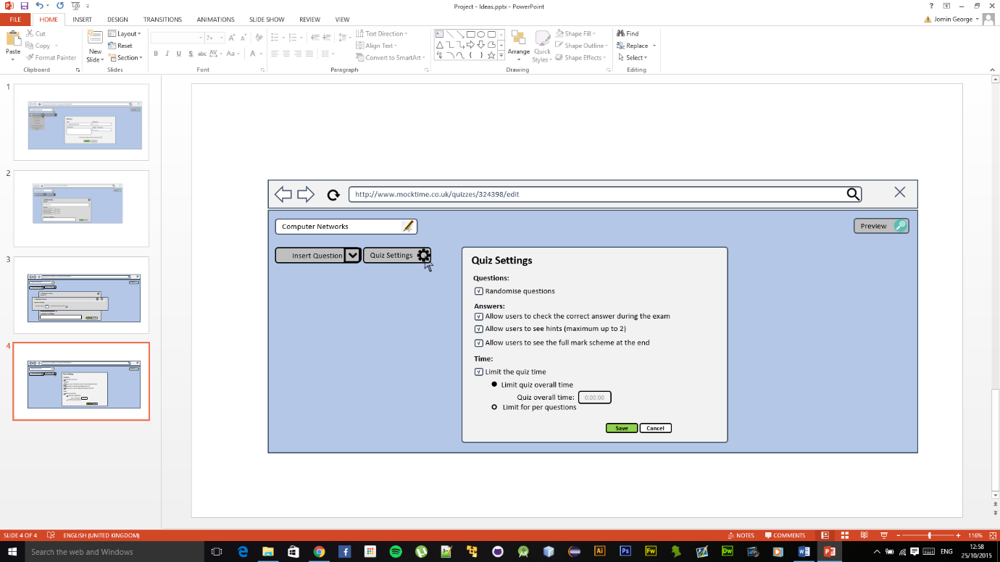 Project - Ideas.pptx - PowerPoint
FILE HOME INSERT DESIGN TRANSITIONS ANIMATIONS SLIDE SHOW REVIEW VIEW
Jomin George
Paste
Cut
Copy
Format Painter
New Slide
Layout
Reset
Section
7+
B I U S abc AV Aa A
Text Direction
Align Text
Convert to SmartArt
Arrange
Quick Styles
Shape Fill
Shape Outline
Shape Effects
Find
Replace
Select
Clipboard Slides Font Paragraph Drawing Editing
1
2
3
4
http://www.mocktime.co.uk/quizzes/324398/edit
Computer Networks
Preview
Insert Question
Quiz Settings
Quiz Settings
Questions:
Randomise questions
Answers:
Allow users to check the correct answer during the exam
Allow users to see hints (maximum up to 2)
Allow users to see the full mark scheme at the end
Time:
Limit the quiz time
Limit quiz overall time
Quiz overall time: 0:00:00
Limit for per questions
Save Cancel
SLIDE 4 OF 4 ENGLISH (UNITED KINGDOM) NOTES COMMENTS 116%
Search the web and Windows
ENG
12:58
25/10/2015